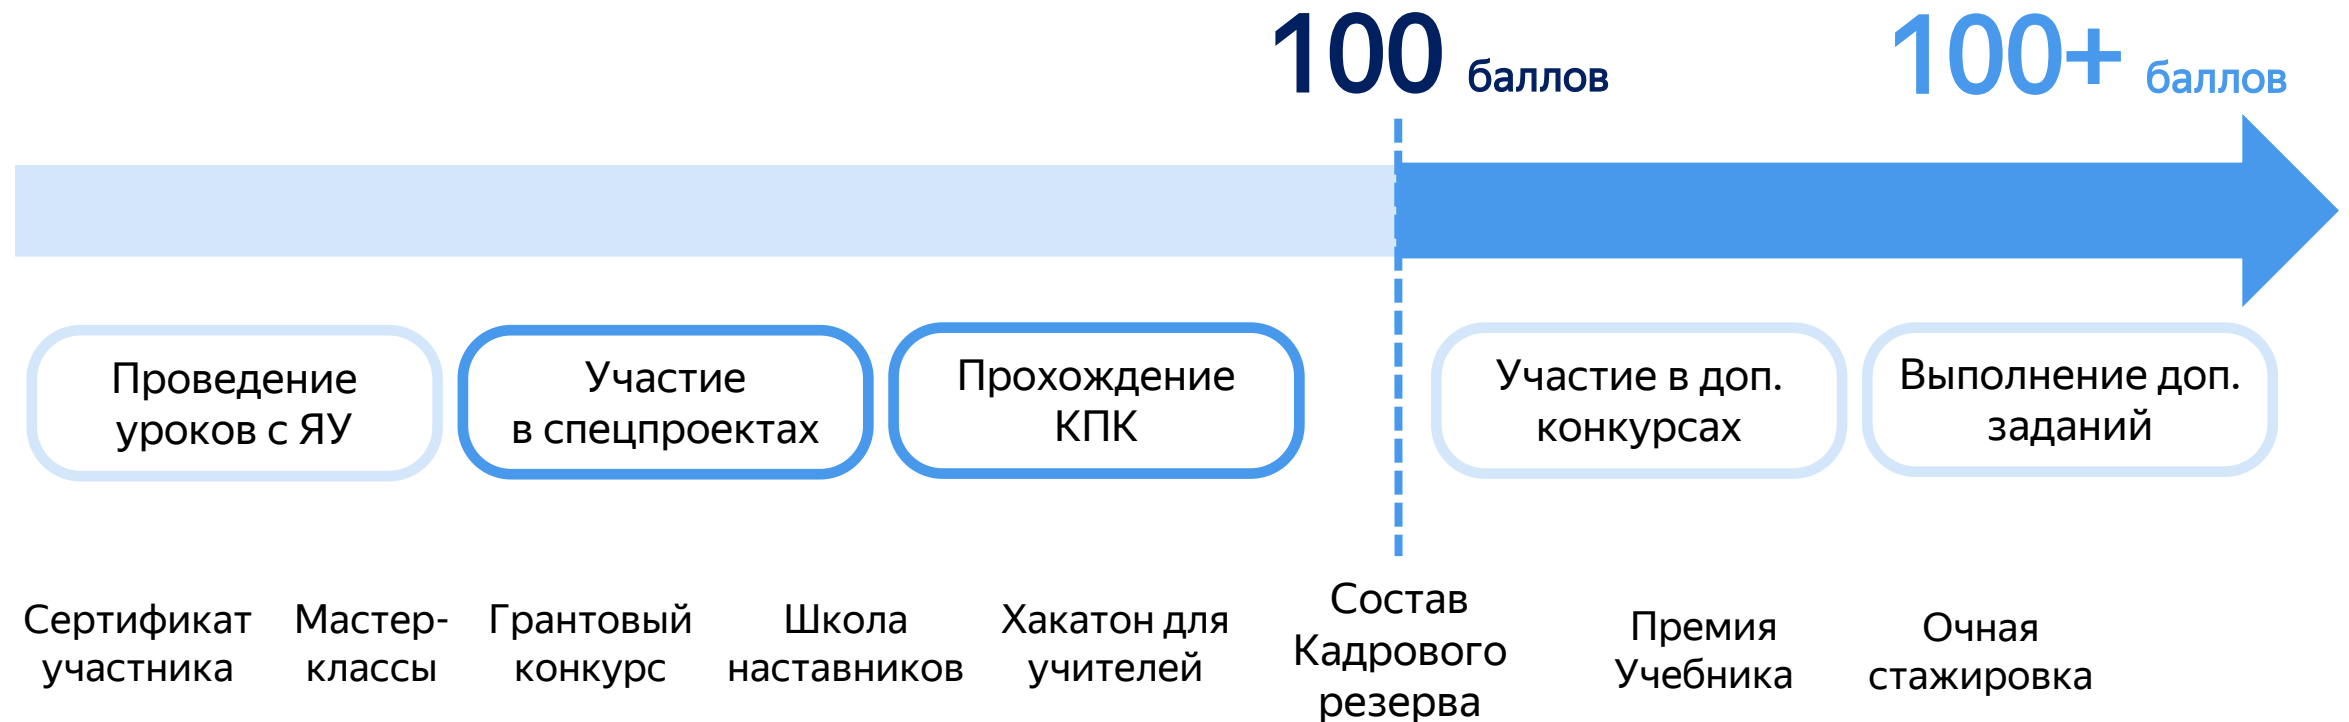 100 баллов
100+ баллов
Проведение
уроков с ЯУ
Участие
в спецпроектах
Прохождение
КПК
Участие в доп.
конкурсах
Выполнение доп.
заданий
Сертификат
участника
Мастер-
классы
Грантовый
конкурс
Школа
наставников
Хакатон для
учителей
Состав
Кадрового
резерва
Премия
Учебника
Очная
стажировка